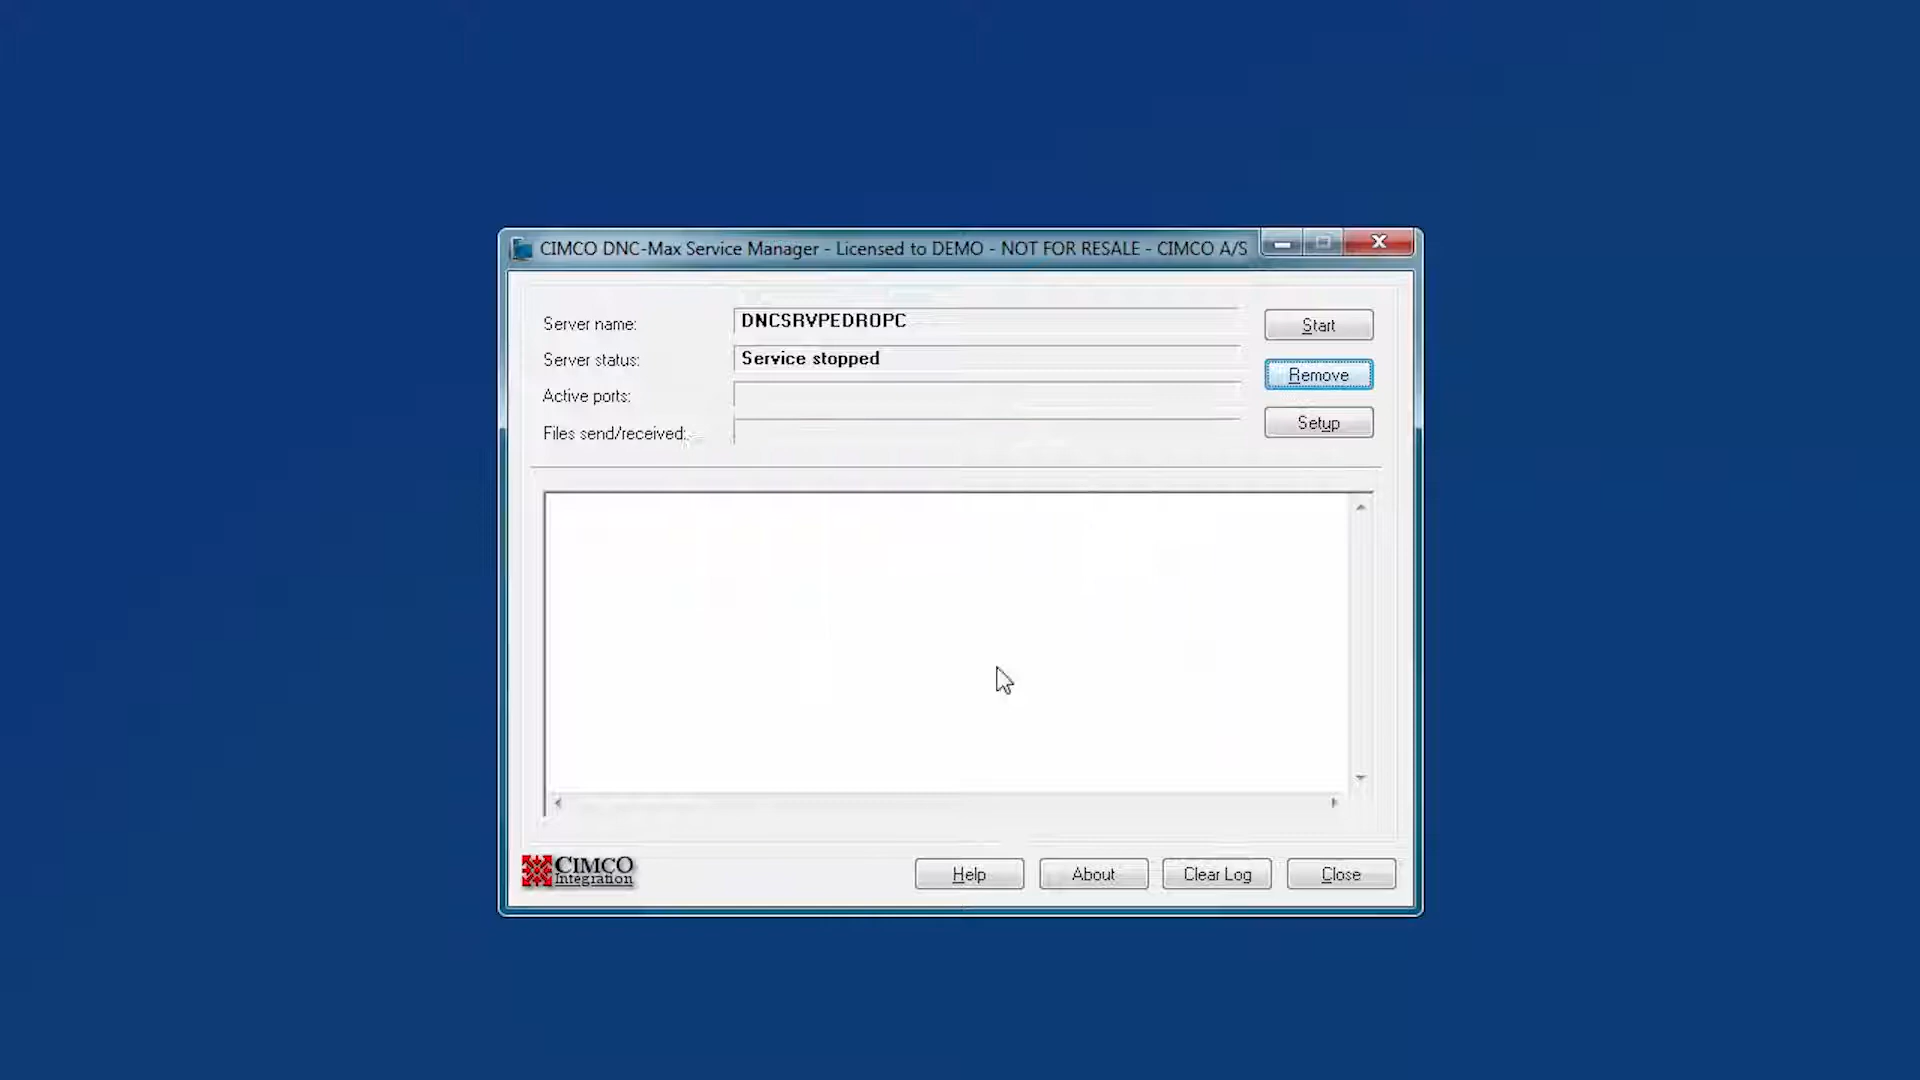 CIMCO DNC-Max Service Manager - Licensed to DEMO - NOT FOR RESALE - CIMCO A/S
Server name: DNCSRVPEDROPC Start
Server status: Service stopped Remove
Active ports:
Files send/received: Setup
CIMCO
Integration
Help About Clear Log Close